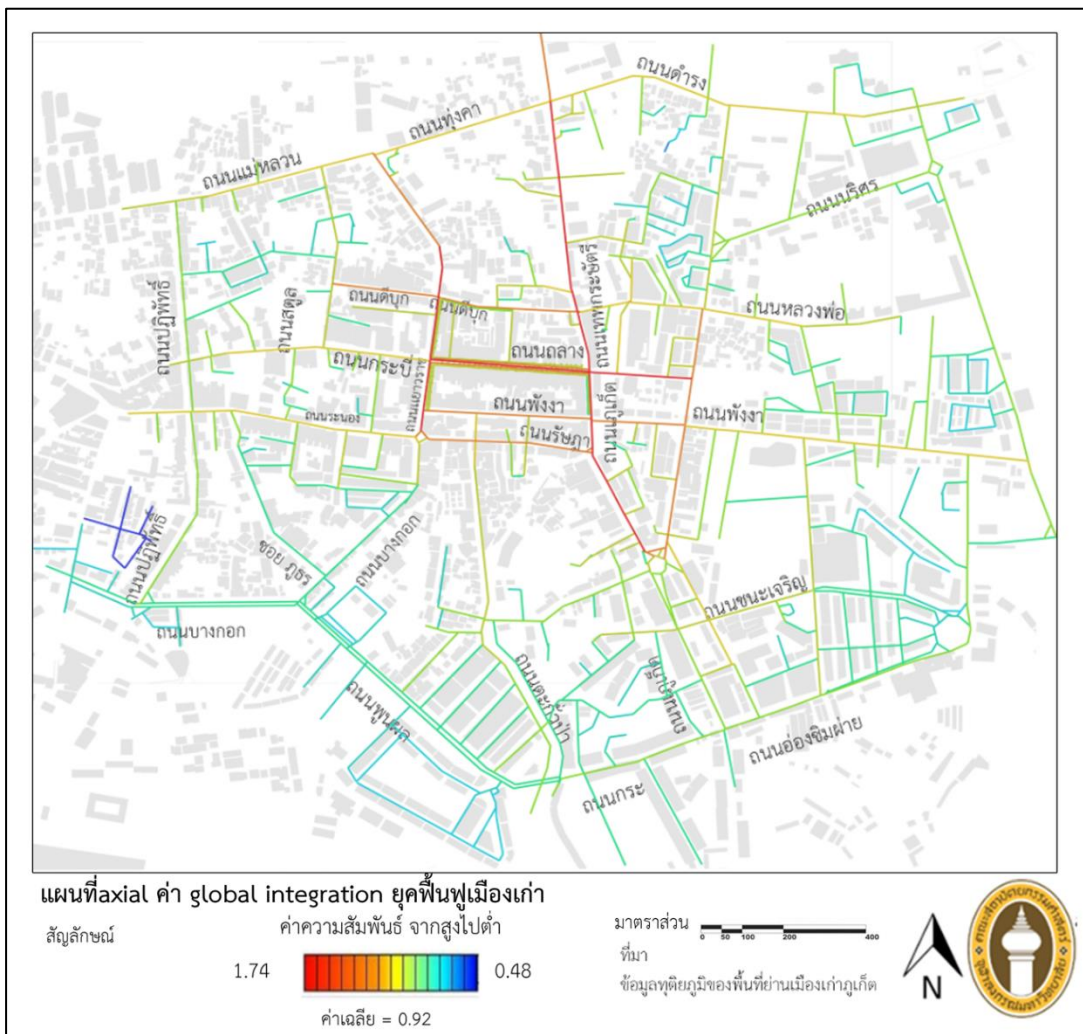 ถนนดำรง
ถนนทุ่งคา
ถนนแม่หลวน
ถนนนริศร
ถนนเทพกระษัตรี
ถนนปฏิพัทธิ์
ถนนสตูล
ถนนดีบุก
ถนนดีบุก
ถนนหลวงพ่อ
ถนนถลาง
ถนนกระบี่
ถนนเยาวราช
ถนนพังงา
ถนนพังงา
ถนนระนอง
ถนนรัษฎา
ถนนภูเก็ต
ถนนปฏิพัทธิ์
ซอย ภูธร
ถนนบางกอก
ถนนชนะเจริญ
ถนนบางกอก
ถนนตะกั่วป่า
ถนนพูนผล
ถนนอ๋องซิมผ่าย
ถนนกระ
แผนที่axial ค่า global integration ยุคฟื้นฟูเมืองเก่า
สัญลักษณ์
ค่าความสัมพันธ์ จากสูงไปต่ำ
1.74
0.48
ค่าเฉลี่ย = 0.92
มาตราส่วน
0 50 100 200 400
ที่มา
ข้อมูลทุติยภูมิของพื้นที่ย่านเมืองเก่าภูเก็ต
N